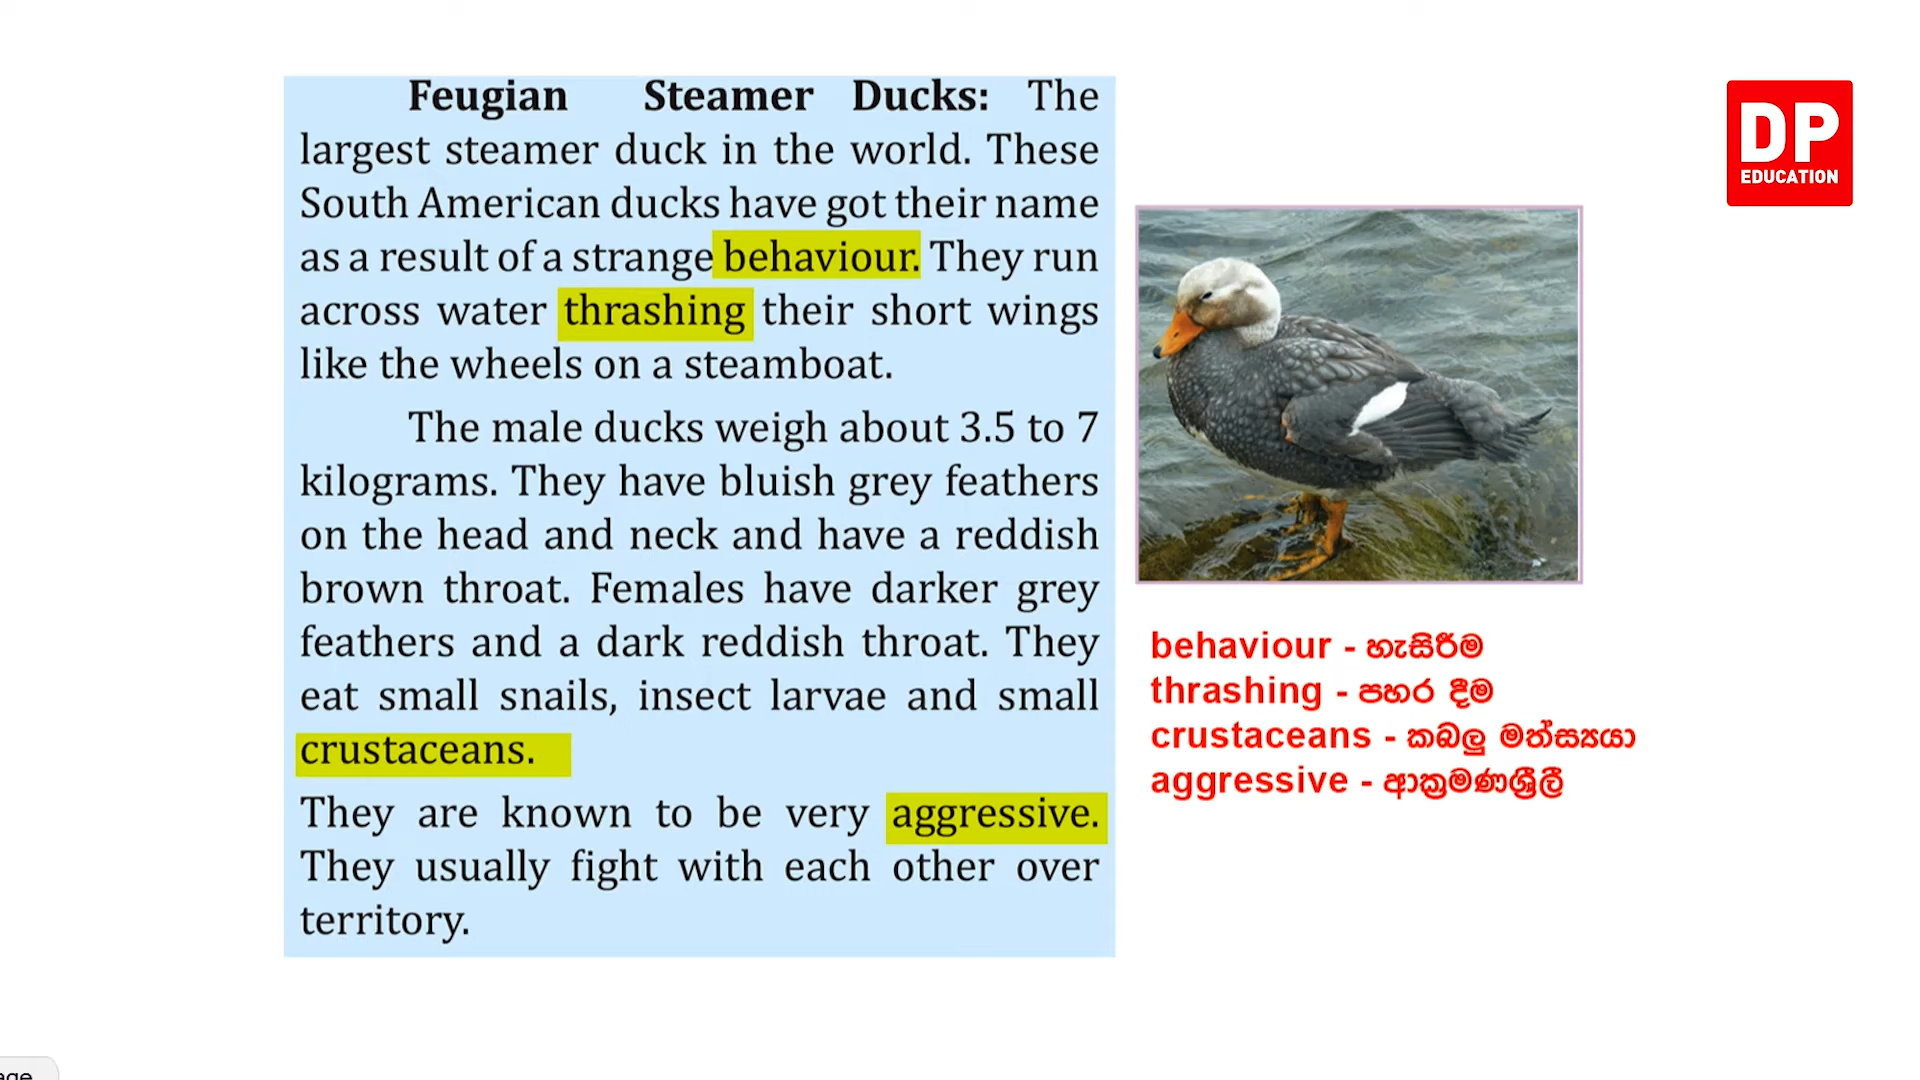 Feugian Steamer Ducks: The
largest steamer duck in the world. These
South American ducks have got their name
as a result of a strange behaviour. They run
across water thrashing their short wings
like the wheels on a steamboat.
The male ducks weigh about 3.5 to 7
kilograms. They have bluish grey feathers
on the head and neck and have a reddish
brown throat. Females have darker grey
feathers and a dark reddish throat. They
eat small snails, insect larvae and small
crustaceans.
They are known to be very aggressive.
They usually fight with each other over
territory.
DP
EDUCATION
behaviour - හැසිරීම
thrashing - පහර දීම
crustaceans - කබලු මත්ස්‍යයා
aggressive - ආක්‍රමණශ්‍රීලී